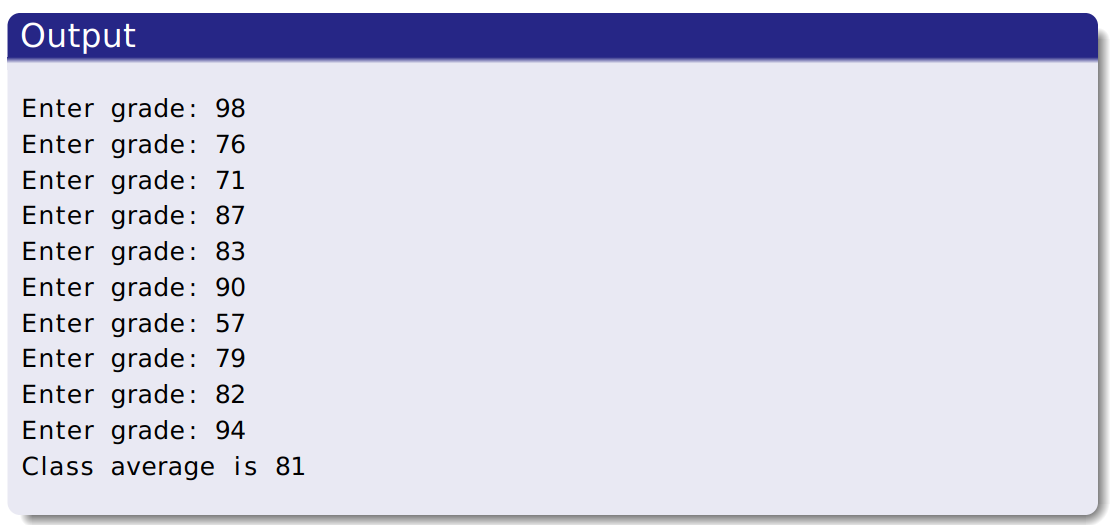 Output
Enter grade: 98
Enter grade: 76
Enter grade: 71
Enter grade: 87
Enter grade: 83
Enter grade: 90
Enter grade: 57
Enter grade: 79
Enter grade: 82
Enter grade: 94
Class average is 81